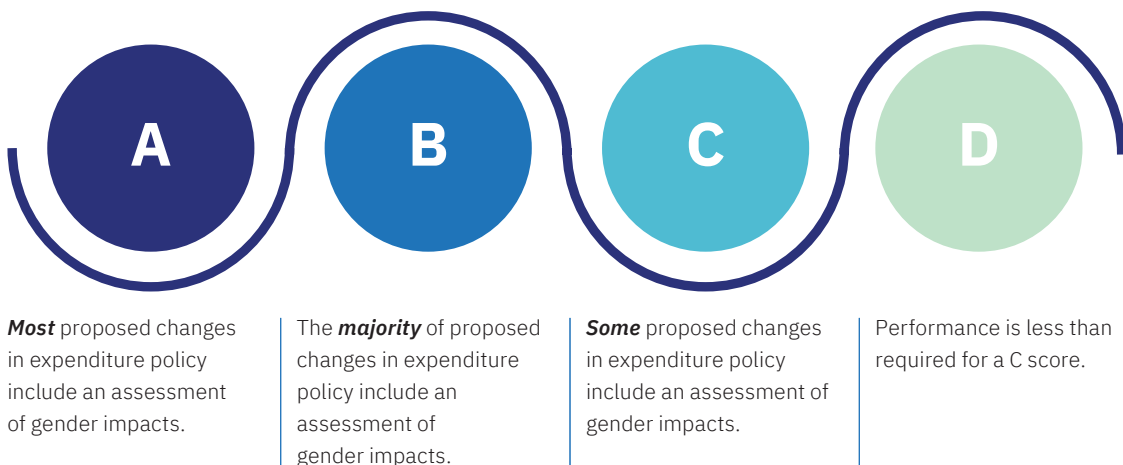 A
B
C
D
Most proposed changes
in expenditure policy
include an assessment
of gender impacts.
The majority of proposed
changes in expenditure
policy include an
assessment of
gender impacts.
Some proposed changes
in expenditure policy
include an assessment of
gender impacts.
Performance is less than
required for a C score.